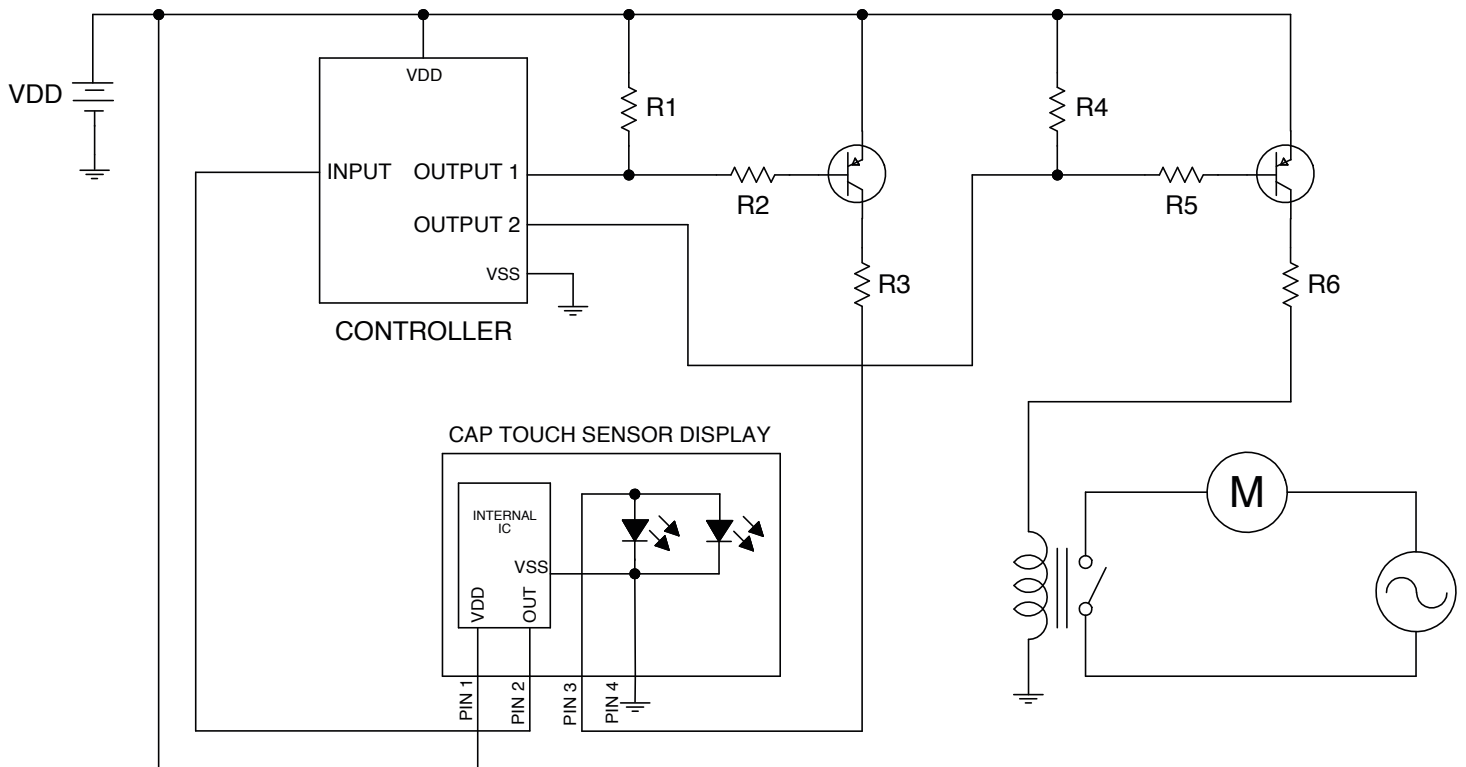 VDD
VDD
R1
R4
INPUT
OUTPUT 1
R2
R5
OUTPUT 2
VSS
R3
R6
CONTROLLER
CAP TOUCH SENSOR DISPLAY
INTERNAL
IC
VSS
VDD
OUT
M
PIN 1
PIN 2
PIN 3
PIN 4